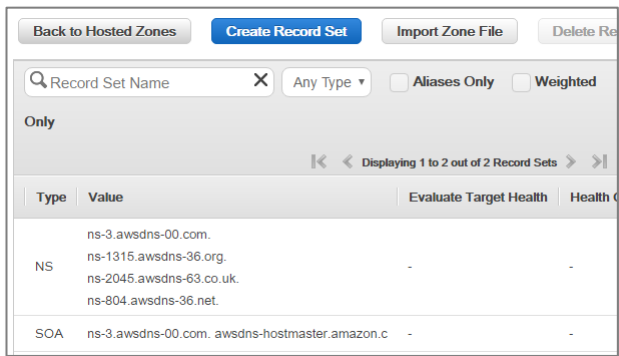 Back to Hosted Zones Create Record Set Import Zone File Delete Re
Record Set Name Any Type Aliases Only Weighted
Only
Displaying 1 to 2 out of 2 Record Sets
Type Value Evaluate Target Health Health
ns-3.awsdns-00.com.
ns-1315.awsdns-36.org.
NS ns-2045.awsdns-63.co.uk. - -
ns-804.awsdns-36.net.
SOA ns-3.awsdns-00.com. awsdns-hostmaster.amazon.c - -